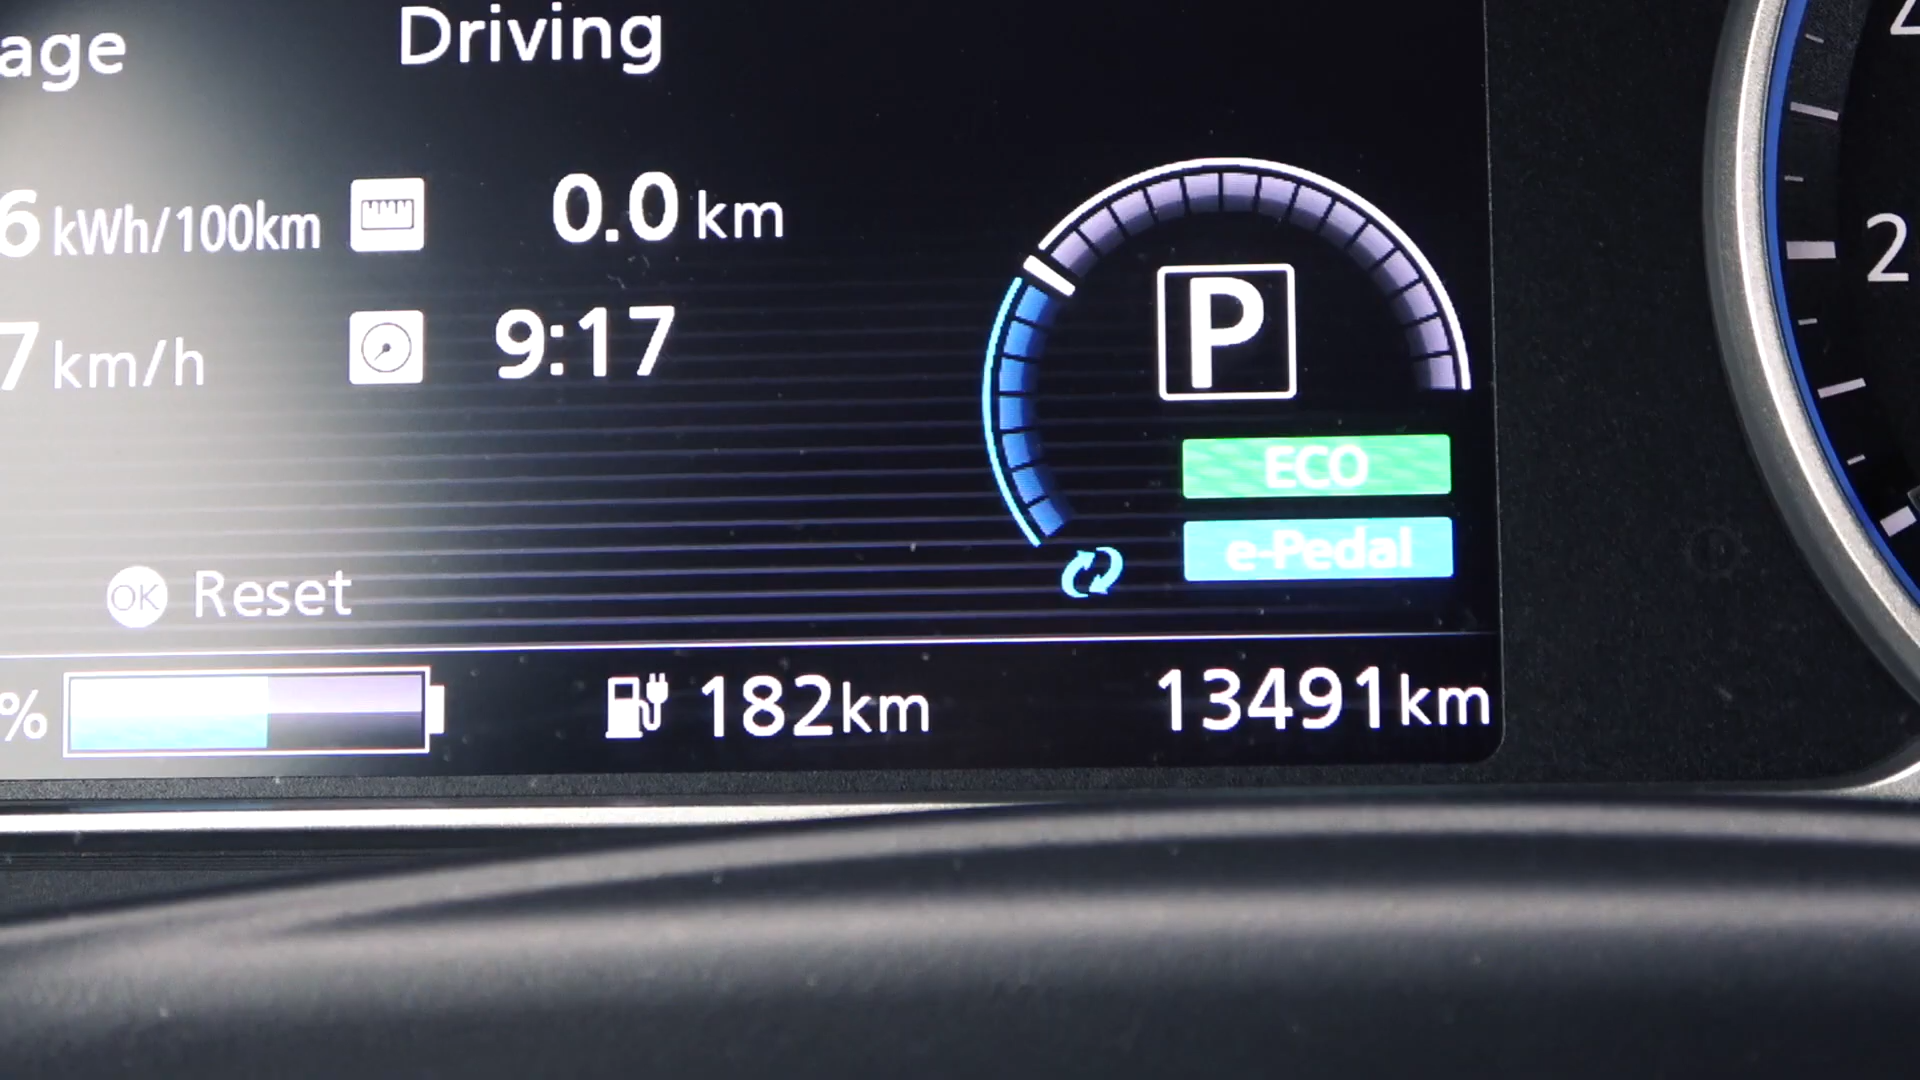 age Driving
6 kWh/100km 0.0 km
7 km/h 9:17
P
ECO
e-Pedal
OK Reset
% 182km 13491km
2